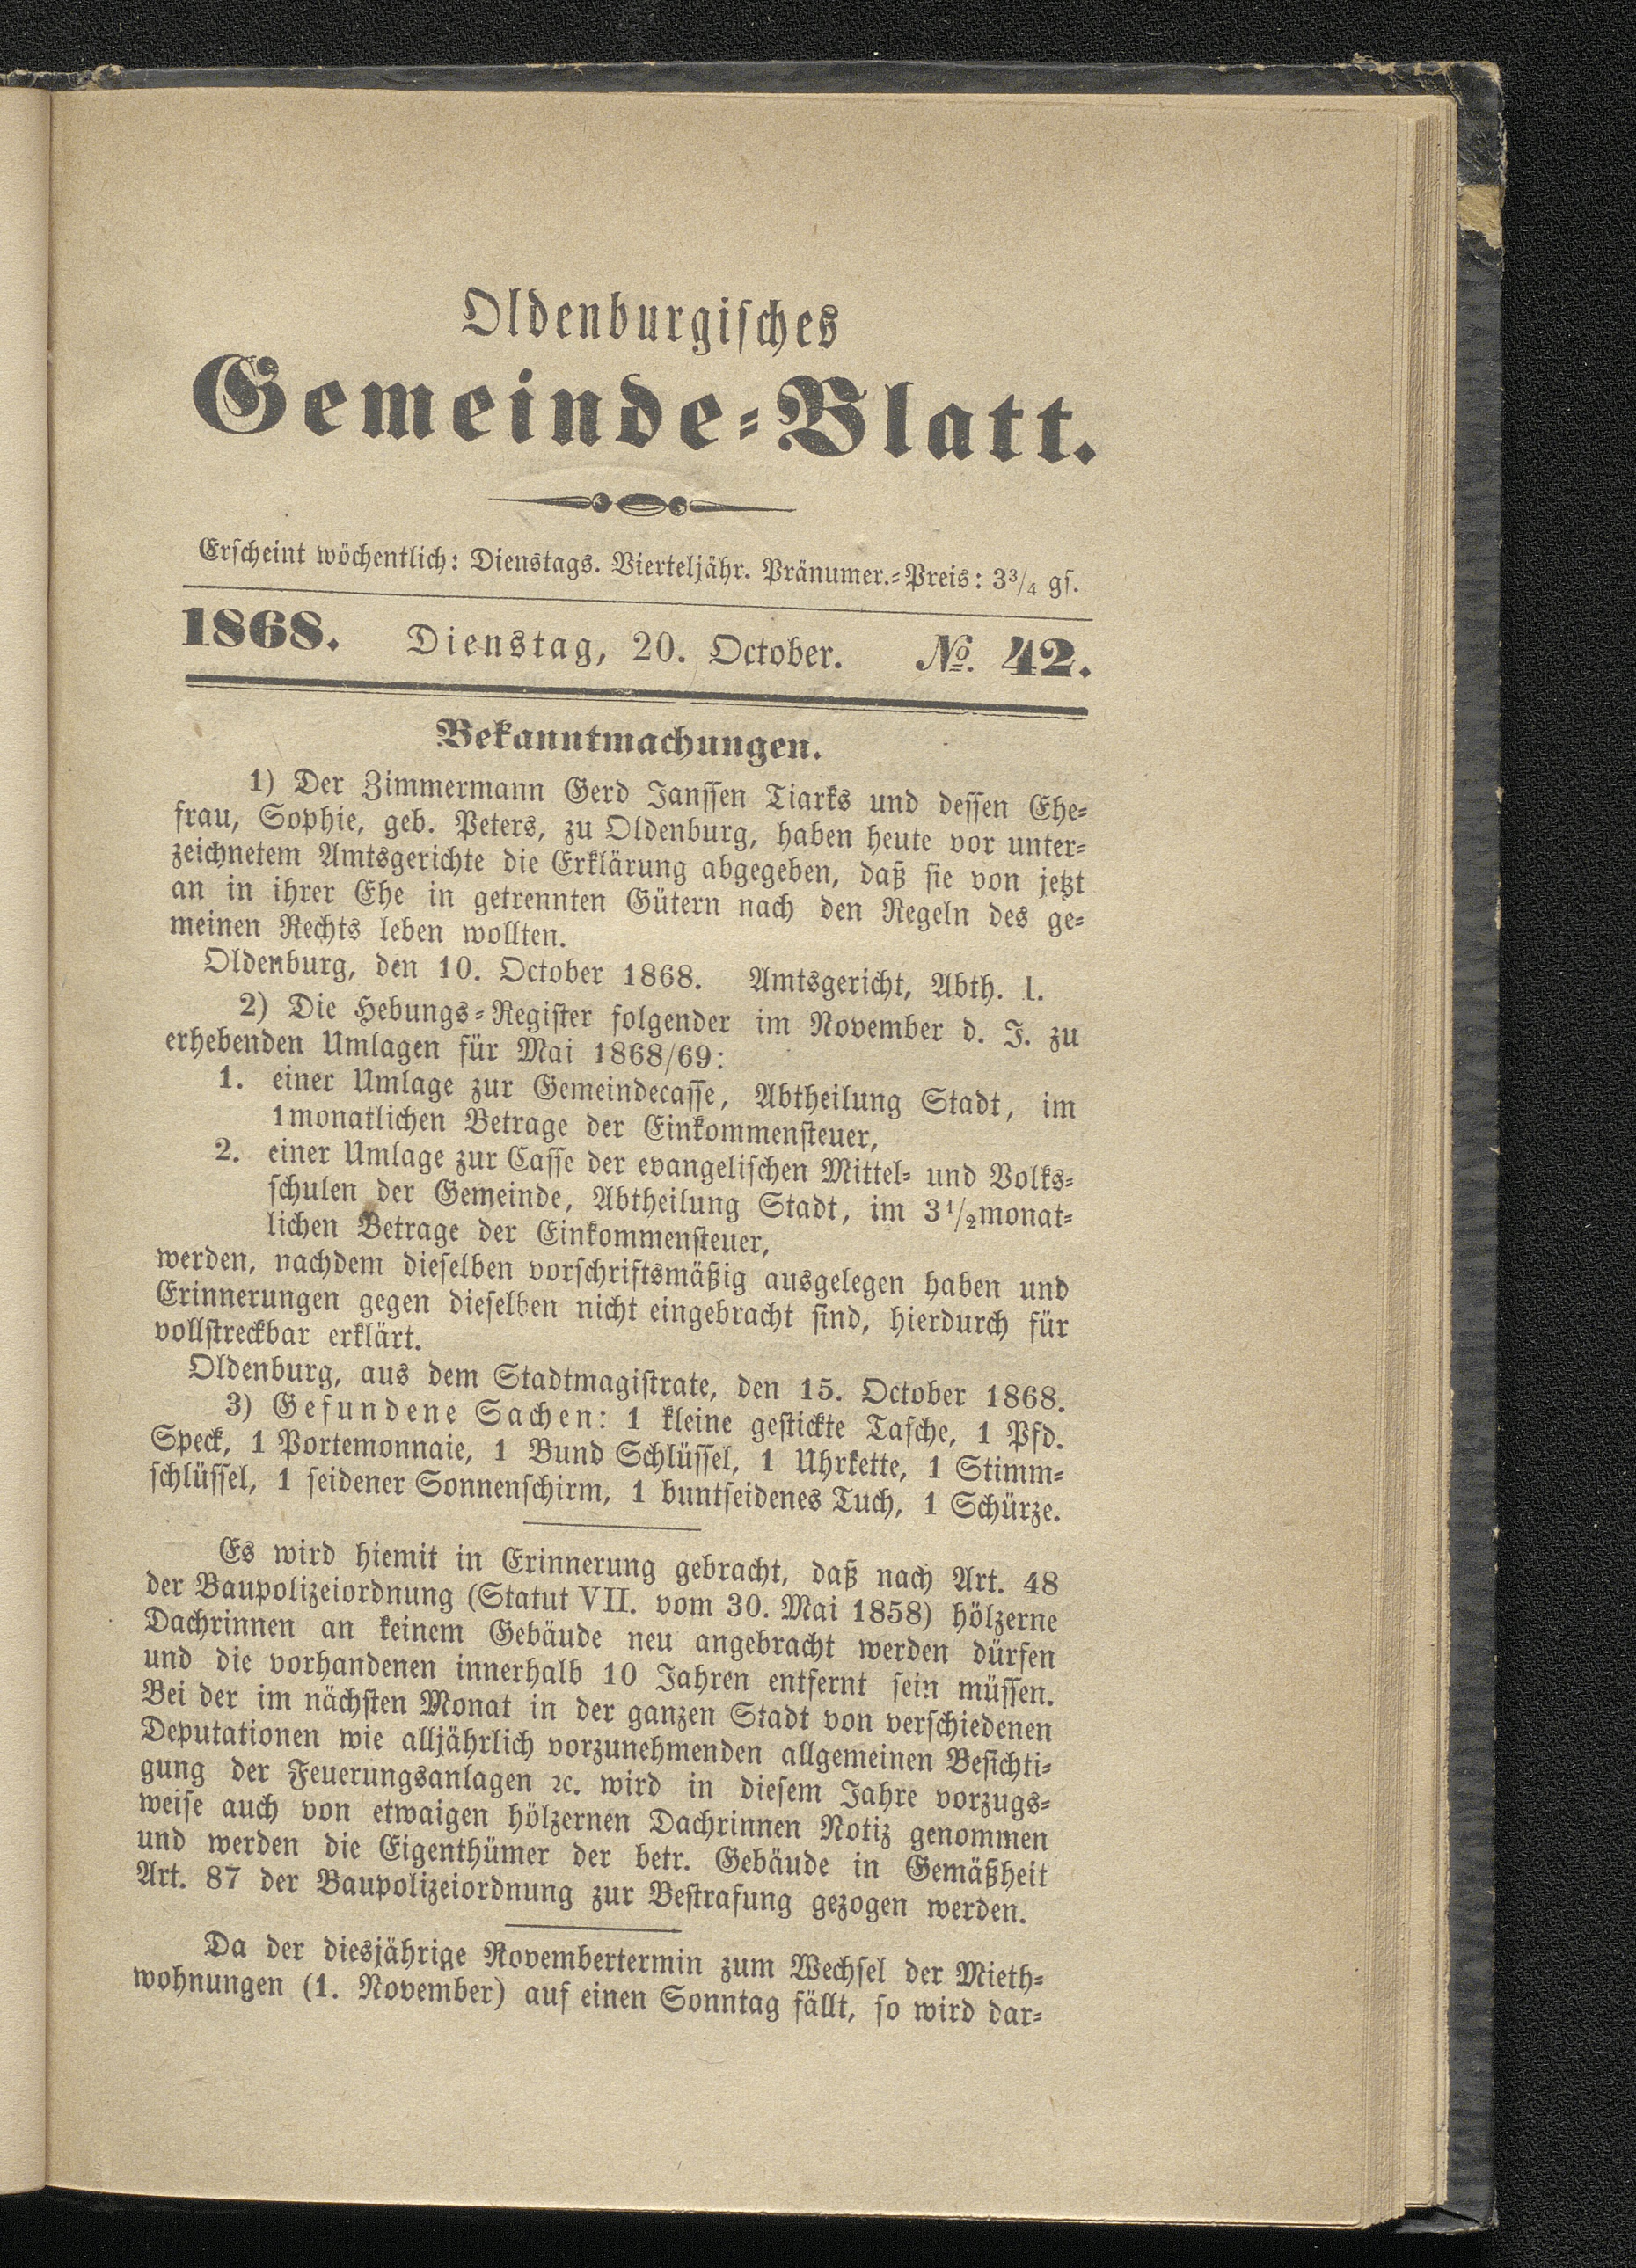 Oldenburgisches
Gemeinde-Blatt.
Erscheint wöchentlich: Dienstags. Vierteljähr. Pränumer.-Preis: 3 3/4 gs.
1868. Dienstag, 20. October. No. 42.
Bekanntmachungen.
1) Der Zimmermann Gerd Janssen Tiarks und dessen Ehe-
frau, Sophie, geb. Peters, zu Oldenburg, haben heute vor unter-
zeichnetem Amtsgerichte die Erklärung abgegeben, daß sie von jetzt
an in ihrer Ehe in getrennten Gütern nach den Regeln des ge-
meinen Rechts leben wollten.
Oldenburg, den 10. October 1868. Amtsgericht, Abth. I.
2) Die Hebungs-Register folgender im November d. J. zu
erhebenden Umlagen für Mai 1868/69:
1. einer Umlage zur Gemeindecasse, Abtheilung Stadt, im
1monatlichen Betrage der Einkommensteuer,
2. einer Umlage zur Casse der evangelischen Mittel- und Volks-
schulen der Gemeinde, Abtheilung Stadt, im 3 1/2monat-
lichen Betrage der Einkommensteuer,
werden, nachdem dieselben vorschriftsmäßig ausgelegen haben und
Erinnerungen gegen dieselben nicht eingebracht sind, hierdurch für
vollstreckbar erklärt.
Oldenburg, aus dem Stadtmagistrate, den 15. October 1868.
3) Gefundene Sachen: 1 kleine gestickte Tasche, 1 Pfd.
Speck, 1 Portemonnaie, 1 Bund Schlüssel, 1 Uhrkette, 1 Stimm-
schlüssel, 1 seidener Sonnenschirm, 1 buntseidenes Tuch, 1 Schürze.
Es wird hiemit in Erinnerung gebracht, daß nach Art. 48
der Baupolizeiordnung (Statut VII. vom 30. Mai 1858) hölzerne
Dachrinnen an keinem Gebäude neu angebracht werden dürfen
und die vorhandenen innerhalb 10 Jahren entfernt sein müssen.
Bei der im nächsten Monat in der ganzen Stadt von verschiedenen
Deputationen wie alljährlich vorzunehmenden allgemeinen Besichti-
gung der Feuerungsanlagen ꝛc. wird in diesem Jahre vorzugs-
weise auch von etwaigen hölzernen Dachrinnen Notiz genommen
und werden die Eigenthümer der betr. Gebäude in Gemäßheit
Art. 87 der Baupolizeiordnung zur Bestrafung gezogen werden.
Da der diesjährige Novembertermin zum Wechsel der Mieth-
wohnungen (1. November) auf einen Sonntag fällt, so wird dar-